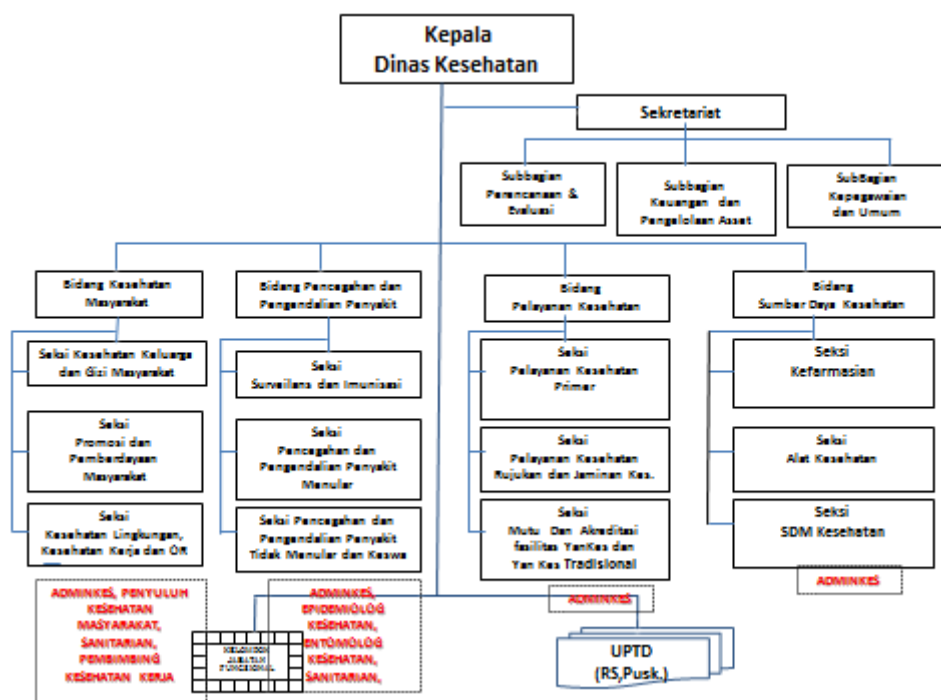 Kepala
Dinas Kesehatan
Sekretariat
Subbagian
Perencanaan &
Evaluasi
Subbagian
Keuangan dan
Pengelolaan Asset
SubBagian
Kepegawaian
dan Umum
Bidang Kesehatan
Masyarakat
Bidang Pencegahan dan
Pengendalian Penyakit
Bidang
Pelayanan Kesehatan
Bidang
Sumber Daya Kesehatan
Seksi Kesehatan Keluarga
dan Gizi Masyarakat
Seksi
Promosi dan
Pemberdayaan
Masyarakat
Seksi
Kesehatan Lingkungan,
Kesehatan Kerja dan OR
Seksi
Surveilans dan Imunisasi
Seksi
Pencegahan dan
Pengendalian Penyakit
Menular
Seksi Pencegahan dan
Pengendalian Penyakit
Tidak Menular dan Keswa
Seksi
Pelayanan Kesehatan
Primer
Seksi
Pelayanan Kesehatan
Rujukan dan Jaminan Kes.
Seksi
Mutu Dan Akreditasi
fasilitas YanKes dan
Yan Kes Tradisional
Seksi
Kefarmasian
Seksi
Alat Kesehatan
Seksi
SDM Kesehatan
ADMINKES, PENYULUH
KESEHATAN
MASYARAKAT,
SANITARIAN,
PEMBIMBING
KESEHATAN KERJA
ADMINKES,
EPIDEMIOLOG
KESEHATAN,
ENTOMOLOG
KESEHATAN,
SANITARIAN,
ADMINKES
ADMINKES
KELOMPOK
JABATAN
FUNGSIONAL
UPTD
(RS,Pusk.)